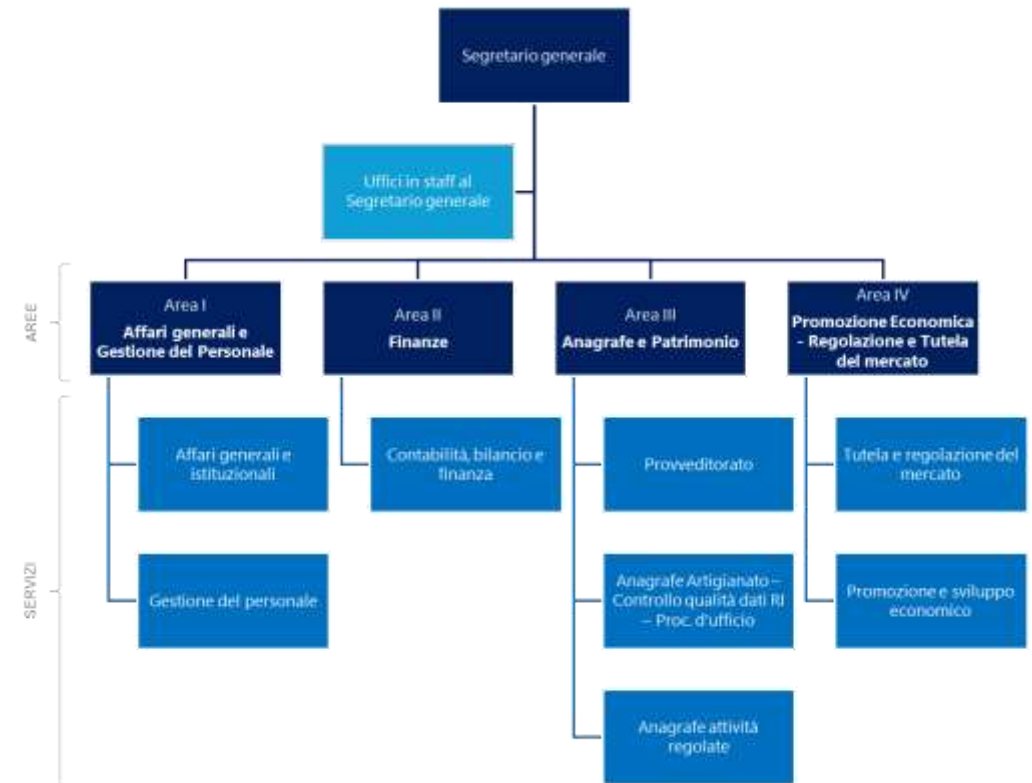 Segretario generale
Uffici in staff al
Segretario generale
AREE
Area I
Affari generali e
Gestione del Personale
Area II
Finanze
Area III
Anagrafe e Patrimonio
Area IV
Promozione Economica
– Regolazione e Tutela
del mercato
SERVIZI
Affari generali e
istituzionali
Contabilità, bilancio e
finanza
Provveditorato
Tutela e regolazione del
mercato
Gestione del personale
Anagrafe Artigianato –
Controllo qualità dati RI
– Proc. d'ufficio
Promozione e sviluppo
economico
Anagrafe attività
regolate